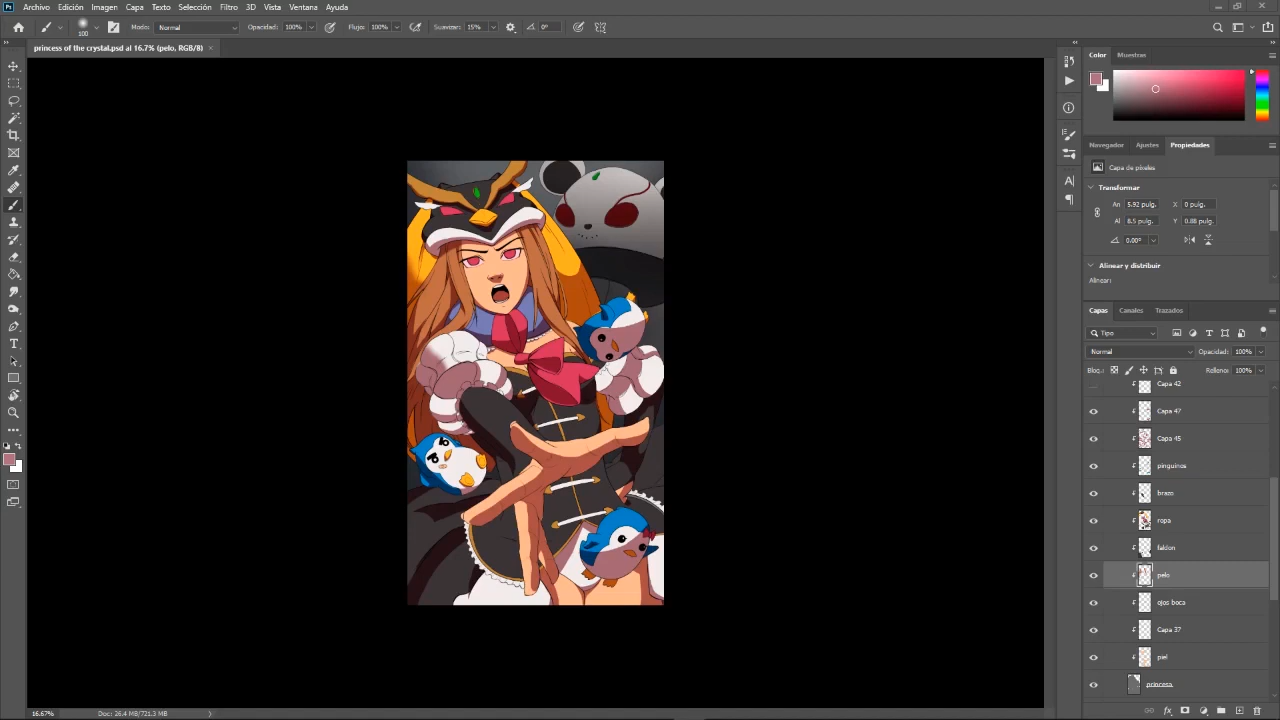 Ps Archivo Edición Imagen Capa Texto Selección Filtro 3D Vista Ventana Ayuda
100 Modo: Normal Opacidad: 100% Flujo: 100% Suavizar: 15% 0°
princess of the crystal.psd al 16.7% (pelo, RGB/8)
Color Muestras
Navegador Ajustes Propiedades
Capa de píxeles
Transformar
An 5.92 pulg. X 0 pulg.
Al 8.5 pulg. Y 0.88 pulg.
0.00°
Alinear y distribuir
Alinear:
Capas Canales Trazados
Tipo
Normal Opacidad: 100%
Bloq.: Relleno: 100%
Capa 42
Capa 47
Capa 45
pinguinos
brazo
ropa
faldon
pelo
ojos boca
Capa 37
piel
princesa.
16.67% Doc: 26.4 MB/721.3 MB